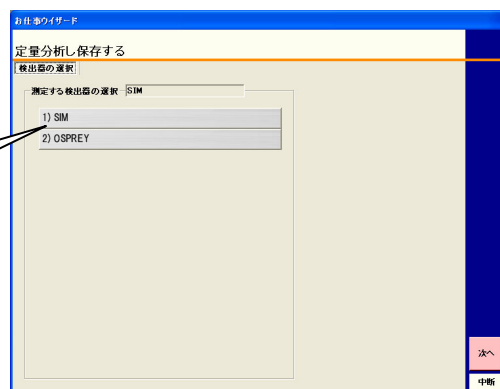 お仕事ウイザード
定量分析し保存する
検出器の選択
測定する検出器の選択 SIM
1) SIM
2) OSPREY
次へ
中断